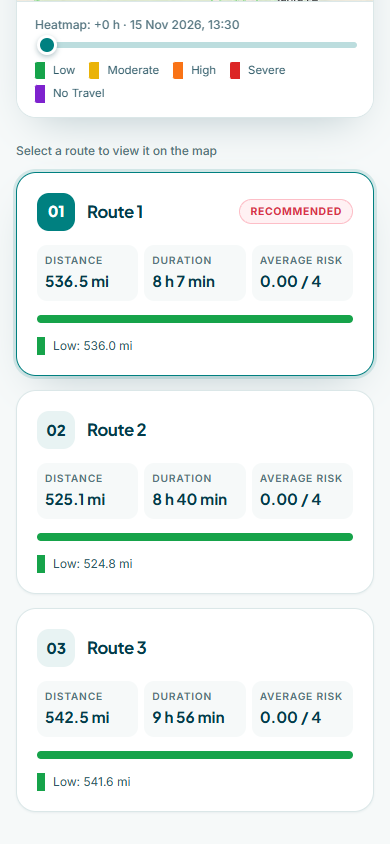 Heatmap: +0 h · 15 Nov 2026, 13:30
Low
Moderate
High
Severe
No Travel
Select a route to view it on the map
01
Route 1
RECOMMENDED
DISTANCE
536.5 mi
DURATION
8 h 7 min
AVERAGE RISK
0.00 / 4
Low: 536.0 mi
02
Route 2
DISTANCE
525.1 mi
DURATION
8 h 40 min
AVERAGE RISK
0.00 / 4
Low: 524.8 mi
03
Route 3
DISTANCE
542.5 mi
DURATION
9 h 56 min
AVERAGE RISK
0.00 / 4
Low: 541.6 mi